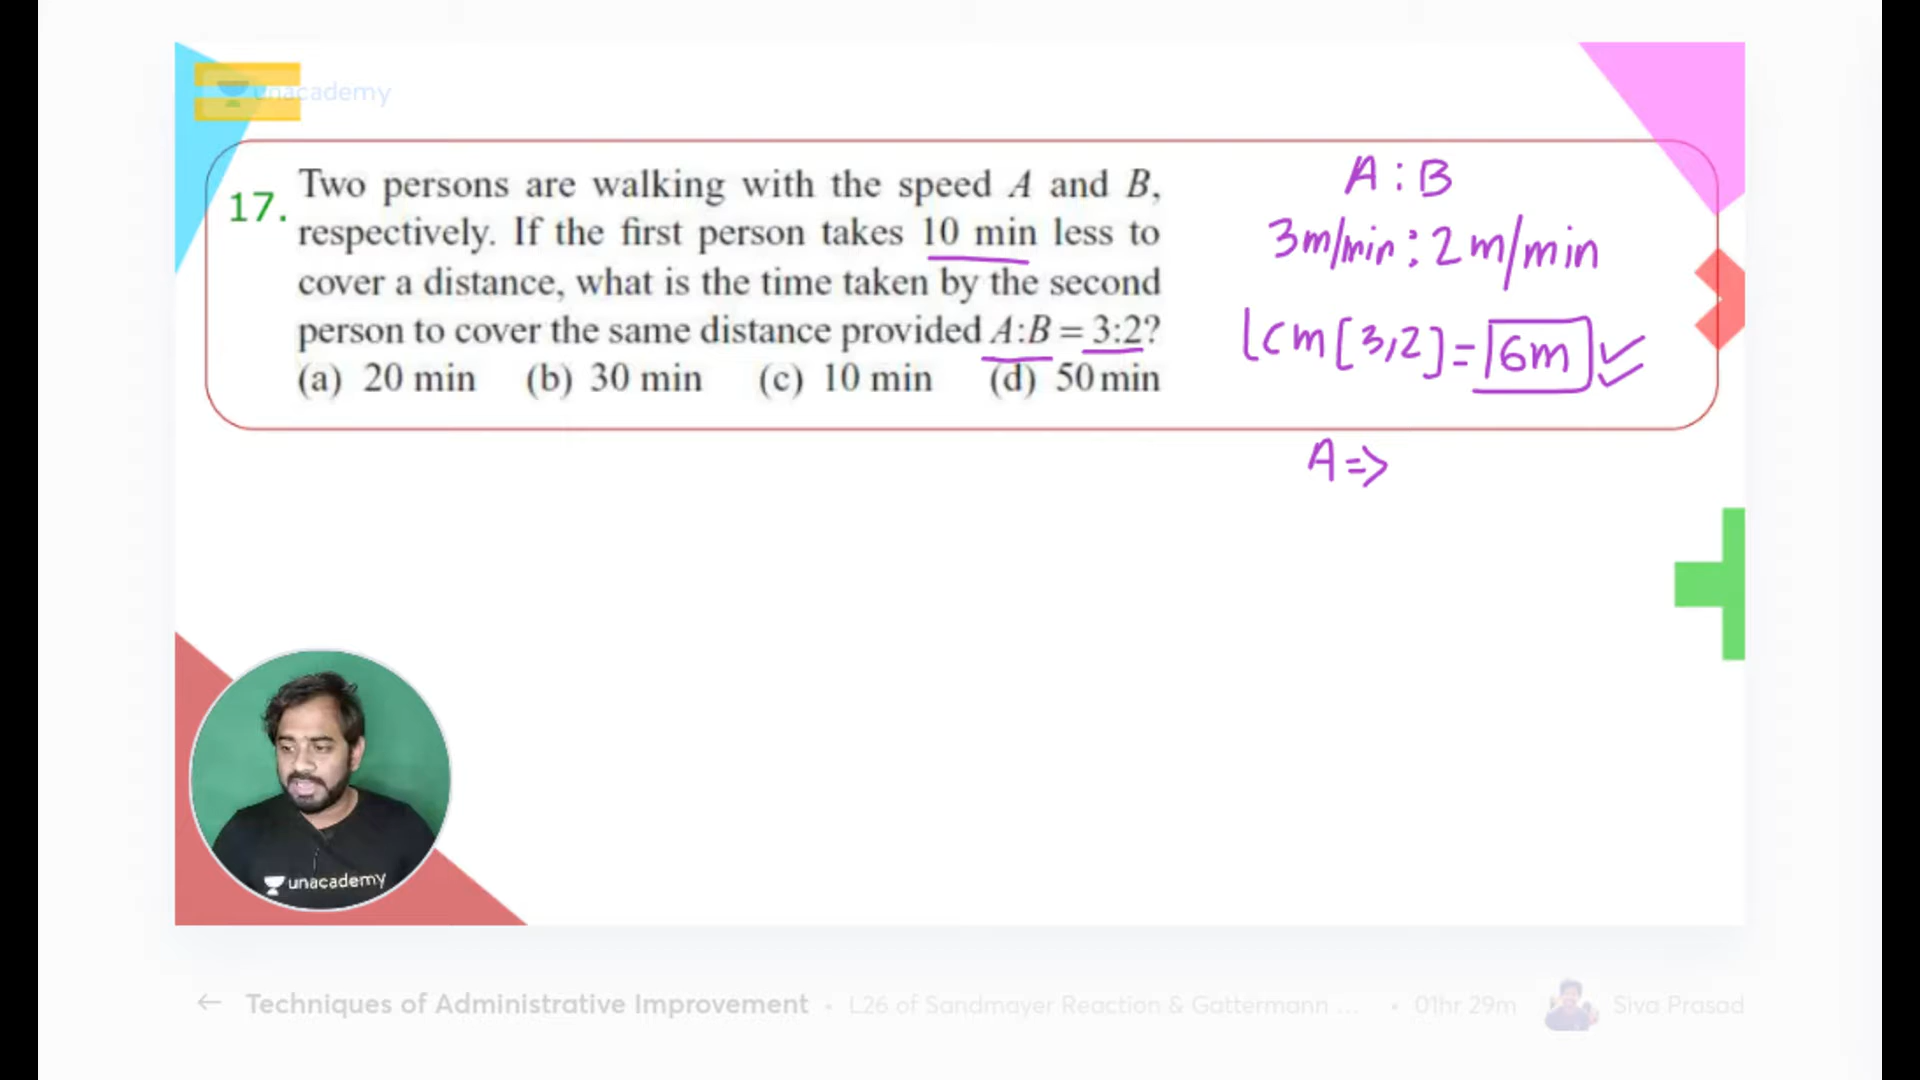 unacademy
17. Two persons are walking with the speed A and B,
respectively. If the first person takes 10 min less to
cover a distance, what is the time taken by the second
person to cover the same distance provided A:B = 3:2?
(a) 20 min (b) 30 min (c) 10 min (d) 50 min
A : B
3m/min : 2m/min
lcm[3,2] = 6m
A =>
unacademy
← Techniques of Administrative Improvement • L26 of Sandmayer Reaction & Gattermann ... • 01hr 29m Siva Prasad